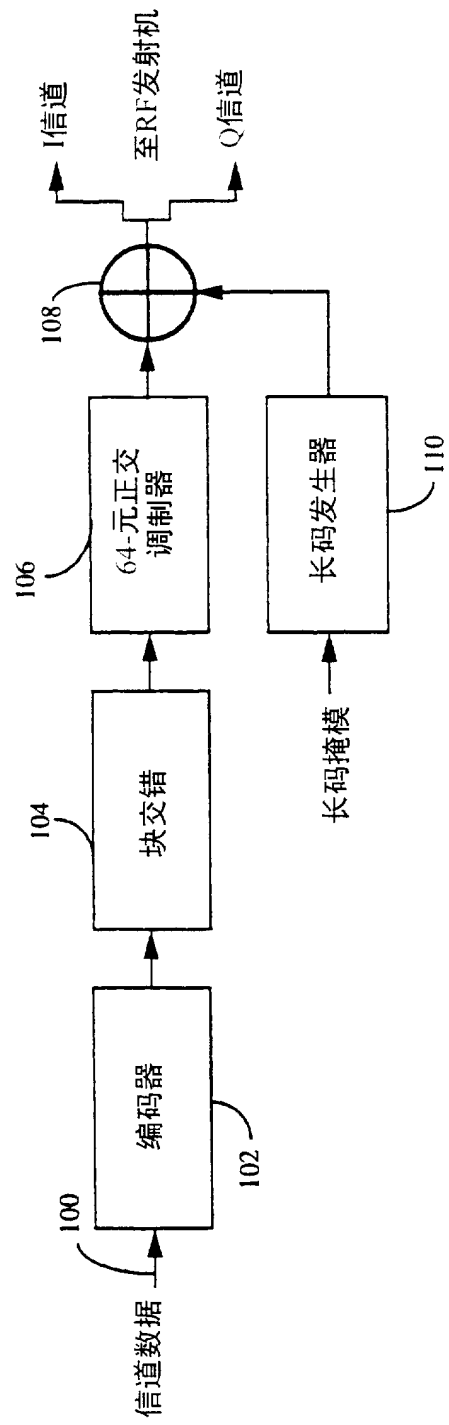 信道数据
100
编码器
102
块交错
104
64-元正交
调制器
106
108
I信道
至RF发射机
Q信道
长码掩模
长码发生器
110